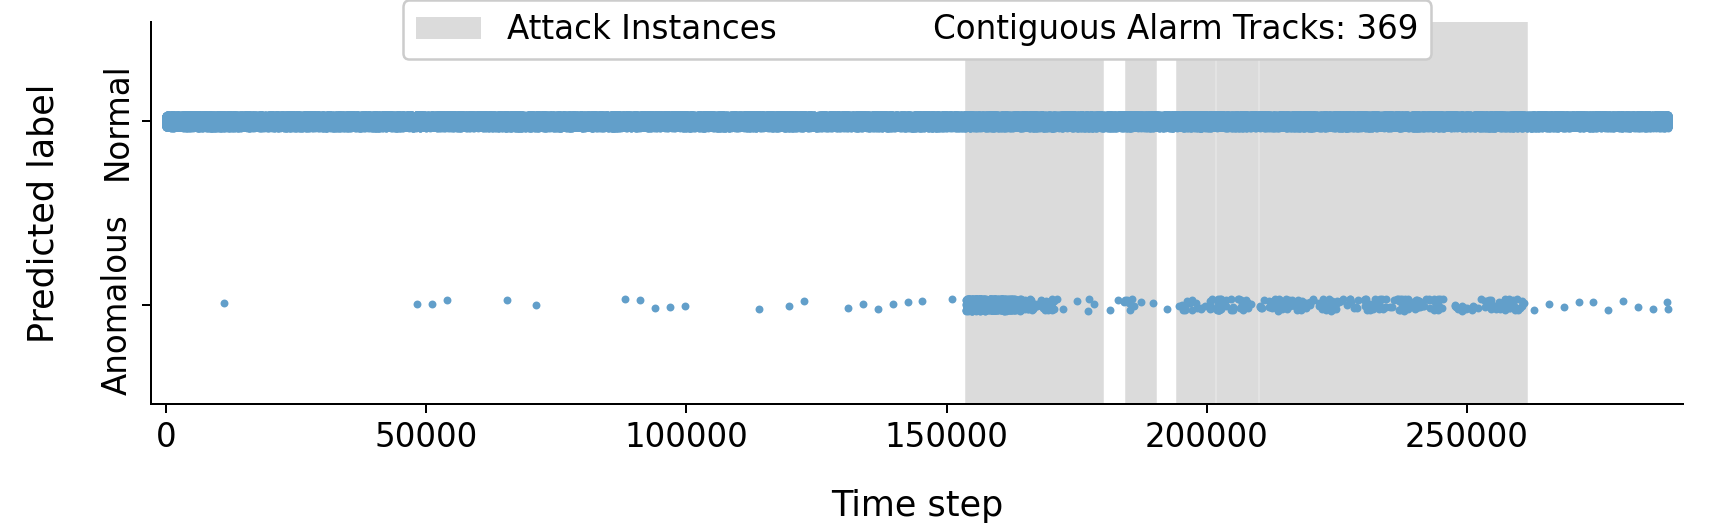 Attack Instances
Contiguous Alarm Tracks: 369
Predicted label
Normal
Anomalous
0 50000 100000 150000 200000 250000
Time step